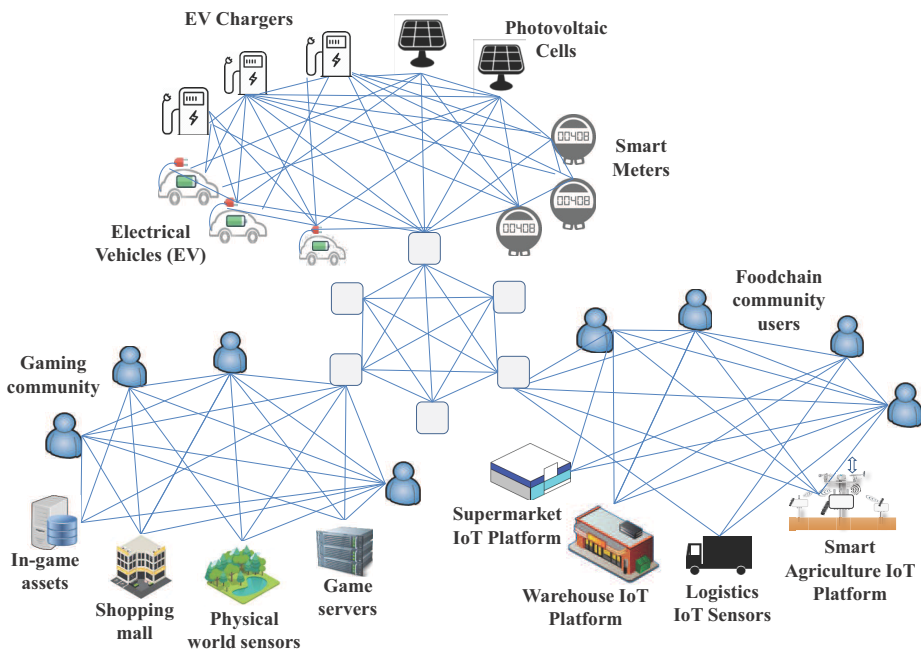 EV Chargers
Photovoltaic
Cells
00408
Smart
Meters
00408
00408
Electrical
Vehicles (EV)
Foodchain
community
users
Gaming
community
Supermarket
IoT Platform
In-game
assets
Shopping
mall
Physical
world sensors
Game
servers
Warehouse IoT
Platform
Logistics
IoT Sensors
Smart
Agriculture IoT
Platform